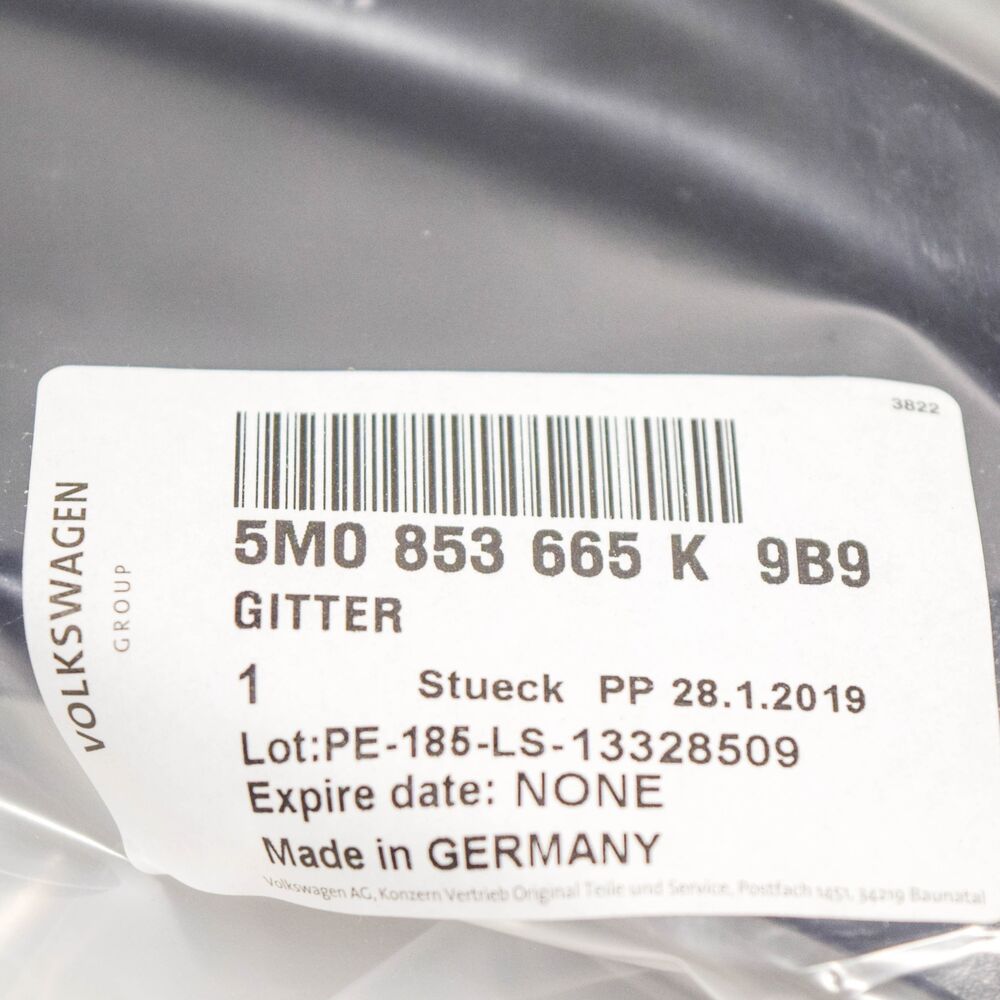 3822
VOLKSWAGEN
GROUP
5M0 853 665 K 9B9
GITTER
1 Stueck PP 28.1.2019
Lot:PE-185-LS-13328509
Expire date: NONE
Made in GERMANY
Volkswagen AG, Konzern Vertrieb Original Teile und Service, Postfach 1451, 34219 Baunatal